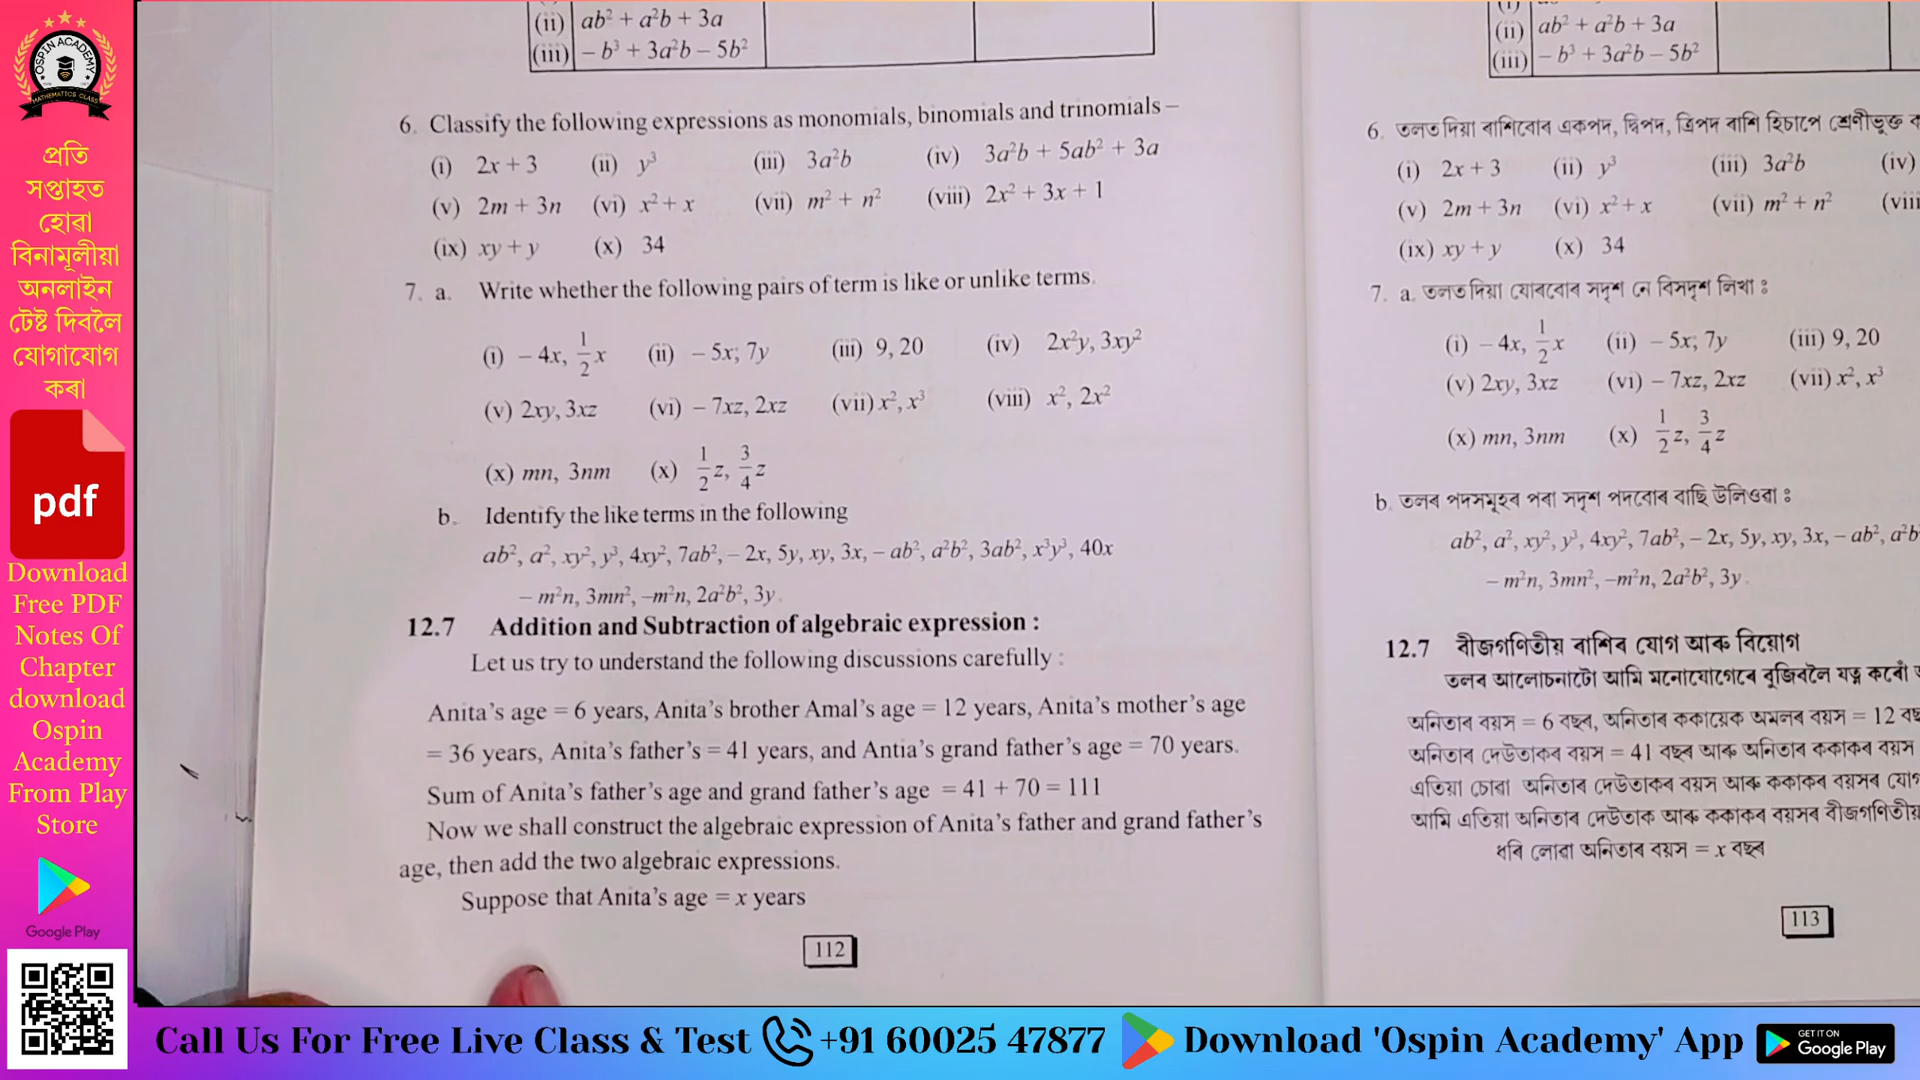 OSPIN ACADEMY
MATHEMATICS CLASS
প্ৰতি
সপ্তাহত
হোৱা
বিনামূলীয়া
অনলাইন
টেষ্ট দিবলৈ
যোগাযোগ
কৰা
pdf
Download
Free PDF
Notes Of
Chapter
download
Ospin
Academy
From Play
Store
Google Play
(ii) ab² + a²b + 3a
(iii) – b³ + 3a²b – 5b²
6. Classify the following expressions as monomials, binomials and trinomials –
(i) 2x + 3 (ii) y³ (iii) 3a²b (iv) 3a²b + 5ab² + 3a
(v) 2m + 3n (vi) x² + x (vii) m² + n² (viii) 2x² + 3x + 1
(ix) xy + y (x) 34
7. a. Write whether the following pairs of term is like or unlike terms.
(i) – 4x, 1/2 x (ii) – 5x, 7y (iii) 9, 20 (iv) 2x²y, 3xy²
(v) 2xy, 3xz (vi) – 7xz, 2xz (vii) x², x³ (viii) x², 2x²
(x) mn, 3nm (x) 1/2 z, 3/4 z
b. Identify the like terms in the following
ab², a², xy², y³, 4xy², 7ab², – 2x, 5y, xy, 3x, – ab², a²b², 3ab², x³y³, 40x
– m²n, 3mn², –m²n, 2a²b², 3y.
12.7 Addition and Subtraction of algebraic expression :
Let us try to understand the following discussions carefully :
Anita's age = 6 years, Anita's brother Amal's age = 12 years, Anita's mother's age
= 36 years, Anita's father's = 41 years, and Antia's grand father's age = 70 years.
Sum of Anita's father's age and grand father's age = 41 + 70 = 111
Now we shall construct the algebraic expression of Anita's father and grand father's
age, then add the two algebraic expressions.
Suppose that Anita's age = x years
112
(ii) ab² + a²b + 3a
(iii) – b³ + 3a²b – 5b²
6. তলত দিয়া ৰাশিবোৰ একপদ, দ্বিপদ, ত্ৰিপদ ৰাশি হিচাপে শ্ৰেণীভুক্ত ক
(i) 2x + 3 (ii) y³ (iii) 3a²b (iv)
(v) 2m + 3n (vi) x² + x (vii) m² + n² (viii
(ix) xy + y (x) 34
7. a. তলত দিয়া যোৰবোৰ সদৃশ নে বিসদৃশ লিখা ঃ
(i) – 4x, 1/2 x (ii) – 5x, 7y (iii) 9, 20
(v) 2xy, 3xz (vi) – 7xz, 2xz (vii) x², x³
(x) mn, 3nm (x) 1/2 z, 3/4 z
b. তলৰ পদসমূহৰ পৰা সদৃশ পদবোৰ বাছি উলিওৱা ঃ
ab², a², xy², y³, 4xy², 7ab², – 2x, 5y, xy, 3x, – ab², a²b
– m²n, 3mn², –m²n, 2a²b², 3y.
12.7 বীজগণিতীয় ৰাশিৰ যোগ আৰু বিয়োগ
তলৰ আলোচনাটো আমি মনোযোগেৰে বুজিবলৈ যত্ন কৰোঁ
অনিতাৰ বয়স = 6 বছৰ, অনিতাৰ ককায়েক অমলৰ বয়স = 12 বছ
অনিতাৰ দেউতাকৰ বয়স = 41 বছৰ আৰু অনিতাৰ ককাকৰ বয়স
এতিয়া চোৱা অনিতাৰ দেউতাকৰ বয়স আৰু ককাকৰ বয়সৰ যোগ
আমি এতিয়া অনিতাৰ দেউতাক আৰু ককাকৰ বয়সৰ বীজগণিতীয়
ধৰি লোৱা অনিতাৰ বয়স = x বছৰ
113
Call Us For Free Live Class & Test +91 60025 47877 Download 'Ospin Academy' App GET IT ON Google Play